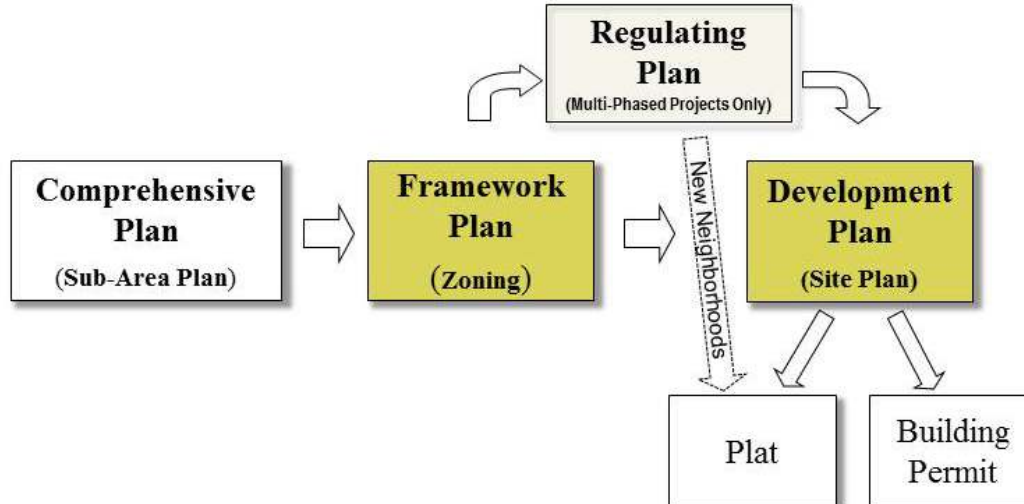 Regulating
Plan
(Multi-Phased Projects Only)
Comprehensive
Plan
(Sub-Area Plan)
Framework
Plan
(Zoning)
New Neighborhoods
Development
Plan
(Site Plan)
Plat
Building
Permit